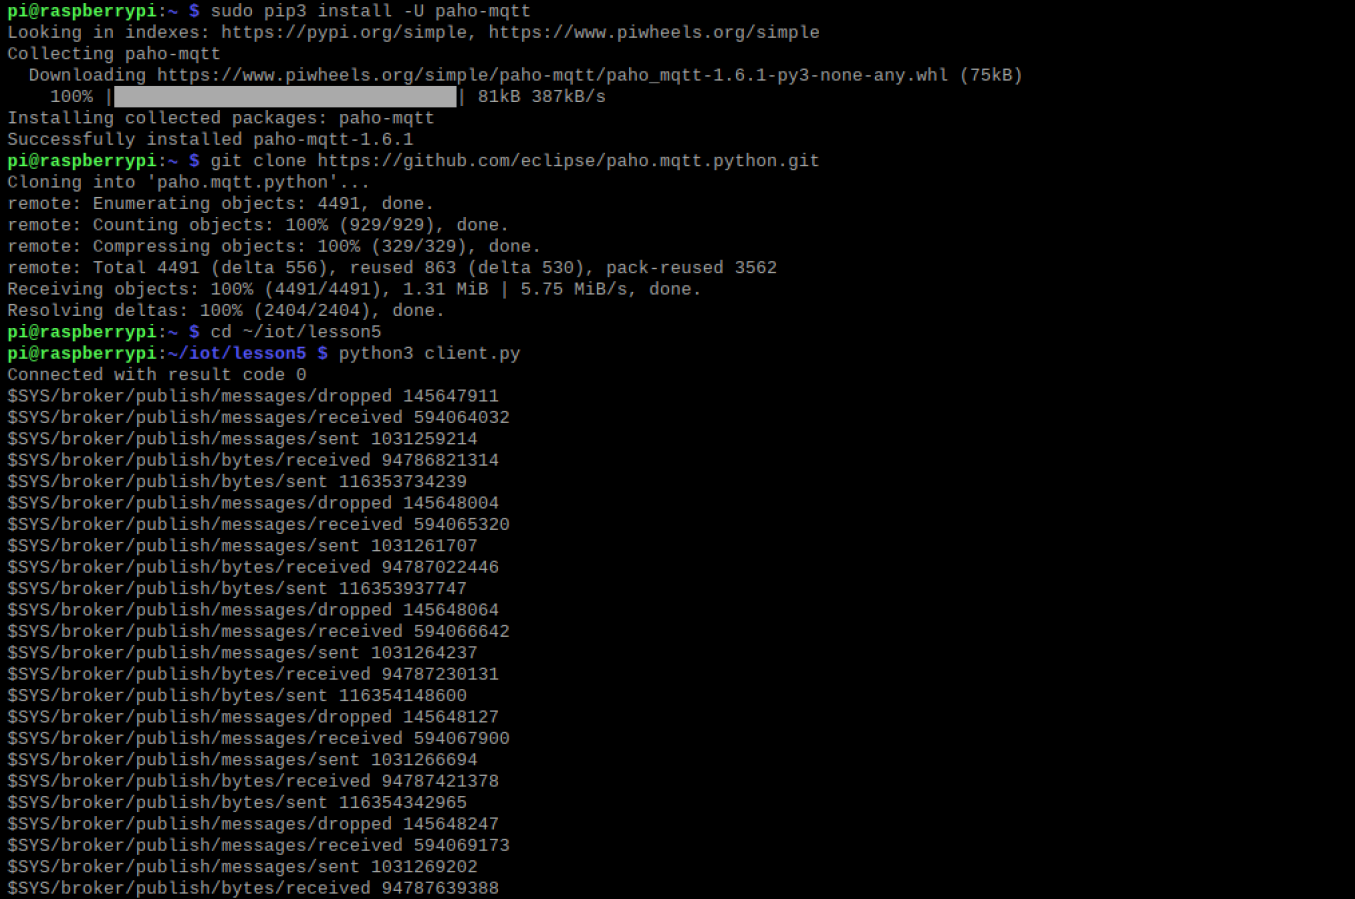 pi@raspberrypi:~ $ sudo pip3 install -U paho-mqtt
Looking in indexes: https://pypi.org/simple, https://www.piwheels.org/simple
Collecting paho-mqtt
  Downloading https://www.piwheels.org/simple/paho-mqtt/paho_mqtt-1.6.1-py3-none-any.whl (75kB)
    100% |████████████████████████████████| 81kB 387kB/s
Installing collected packages: paho-mqtt
Successfully installed paho-mqtt-1.6.1
pi@raspberrypi:~ $ git clone https://github.com/eclipse/paho.mqtt.python.git
Cloning into 'paho.mqtt.python'...
remote: Enumerating objects: 4491, done.
remote: Counting objects: 100% (929/929), done.
remote: Compressing objects: 100% (329/329), done.
remote: Total 4491 (delta 556), reused 863 (delta 530), pack-reused 3562
Receiving objects: 100% (4491/4491), 1.31 MiB | 5.75 MiB/s, done.
Resolving deltas: 100% (2404/2404), done.
pi@raspberrypi:~ $ cd ~/iot/lesson5
pi@raspberrypi:~/iot/lesson5 $ python3 client.py
Connected with result code 0
$SYS/broker/publish/messages/dropped 145647911
$SYS/broker/publish/messages/received 594064032
$SYS/broker/publish/messages/sent 1031259214
$SYS/broker/publish/bytes/received 94786821314
$SYS/broker/publish/bytes/sent 116353734239
$SYS/broker/publish/messages/dropped 145648004
$SYS/broker/publish/messages/received 594065320
$SYS/broker/publish/messages/sent 1031261707
$SYS/broker/publish/bytes/received 94787022446
$SYS/broker/publish/bytes/sent 116353937747
$SYS/broker/publish/messages/dropped 145648064
$SYS/broker/publish/messages/received 594066642
$SYS/broker/publish/messages/sent 1031264237
$SYS/broker/publish/bytes/received 94787230131
$SYS/broker/publish/bytes/sent 116354148600
$SYS/broker/publish/messages/dropped 145648127
$SYS/broker/publish/messages/received 594067900
$SYS/broker/publish/messages/sent 1031266694
$SYS/broker/publish/bytes/received 94787421378
$SYS/broker/publish/bytes/sent 116354342965
$SYS/broker/publish/messages/dropped 145648247
$SYS/broker/publish/messages/received 594069173
$SYS/broker/publish/messages/sent 1031269202
$SYS/broker/publish/bytes/received 94787639388